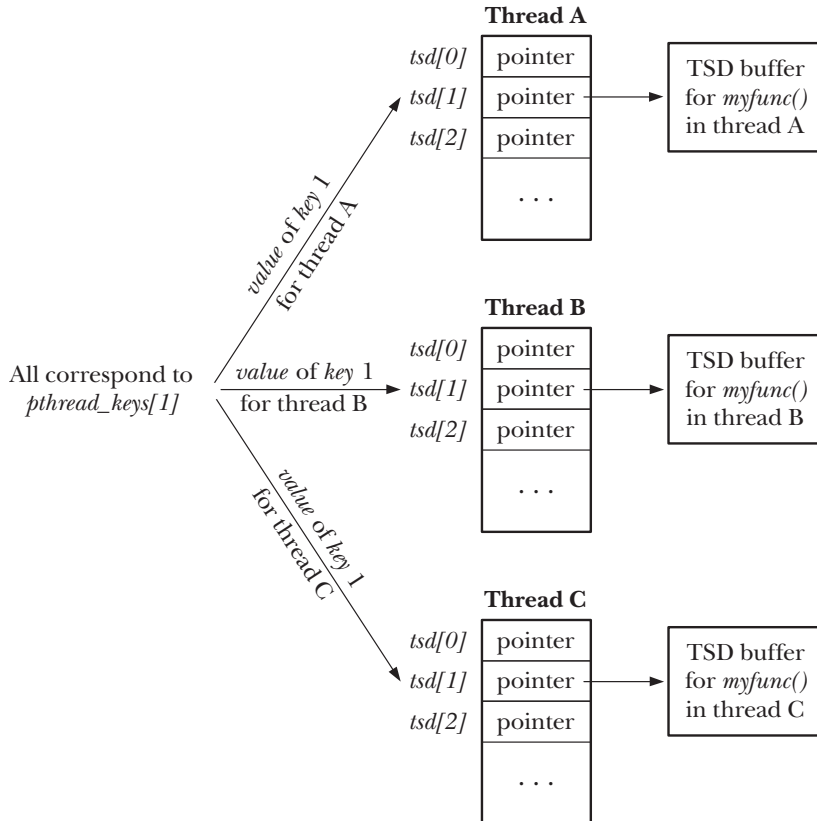 Thread A
tsd[0] pointer
tsd[1] pointer
tsd[2] pointer
. . .
TSD buffer
for myfunc()
in thread A
value of key 1
for thread A
Thread B
tsd[0] pointer
tsd[1] pointer
tsd[2] pointer
. . .
TSD buffer
for myfunc()
in thread B
All correspond to
pthread_keys[1]
value of key 1
for thread B
value of key 1
for thread C
Thread C
tsd[0] pointer
tsd[1] pointer
tsd[2] pointer
. . .
TSD buffer
for myfunc()
in thread C